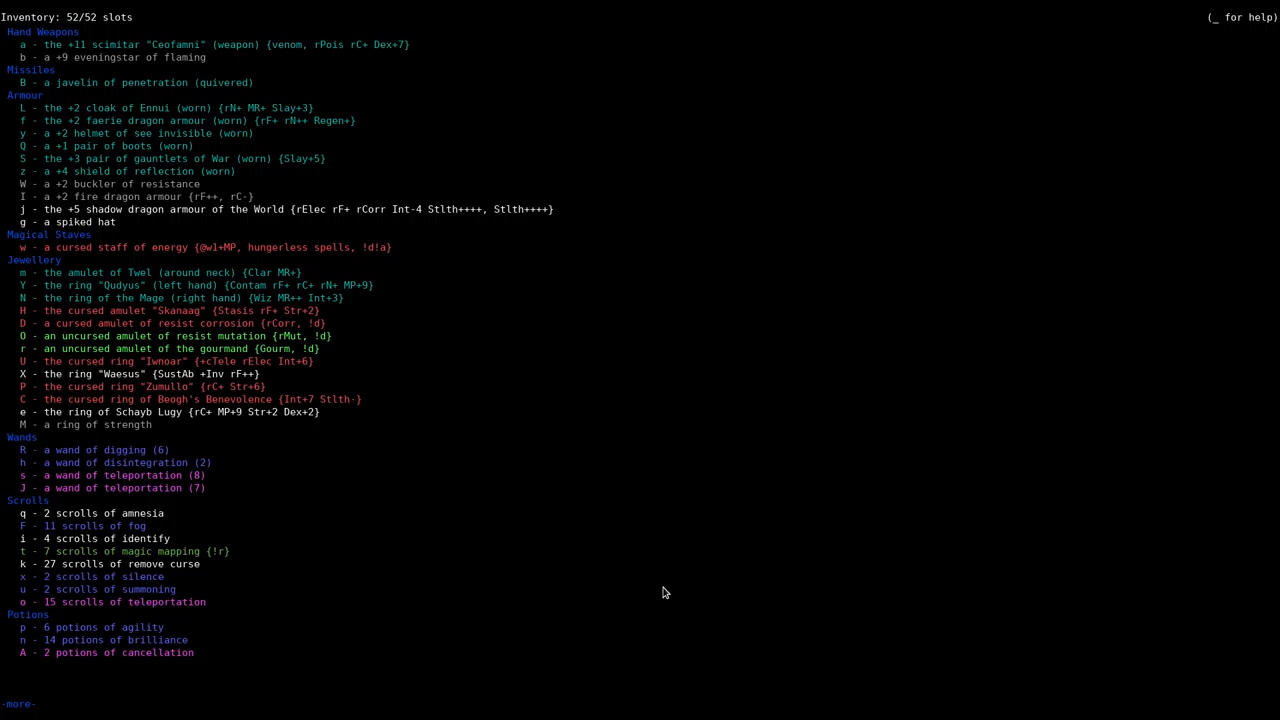 Inventory: 52/52 slots (_ for help)
Hand Weapons
a - the +11 scimitar "Ceofamni" (weapon) {venom, rPois rC+ Dex+7}
b - a +9 eveningstar of flaming
Missiles
B - a javelin of penetration (quivered)
Armour
L - the +2 cloak of Ennui (worn) {rN+ MR+ Slay+3}
f - the +2 faerie dragon armour (worn) {rF+ rN++ Regen+}
y - a +2 helmet of see invisible (worn)
Q - a +1 pair of boots (worn)
S - the +3 pair of gauntlets of War (worn) {Slay+5}
z - a +4 shield of reflection (worn)
W - a +2 buckler of resistance
I - a +2 fire dragon armour {rF++, rC-}
j - the +5 shadow dragon armour of the World {rElec rF+ rCorr Int-4 Stlth++++, Stlth++++}
g - a spiked hat
Magical Staves
w - a cursed staff of energy {@w1+MP, hungerless spells, !d!a}
Jewellery
m - the amulet of Twel (around neck) {Clar MR+}
Y - the ring "Qudyus" (left hand) {Contam rF+ rC+ rN+ MP+9}
N - the ring of the Mage (right hand) {Wiz MR++ Int+3}
H - the cursed amulet "Skanaag" {Stasis rF+ Str+2}
D - a cursed amulet of resist corrosion {rCorr, !d}
O - an uncursed amulet of resist mutation {rMut, !d}
r - an uncursed amulet of the gourmand {Gourm, !d}
U - the cursed ring "Iwnoar" {+cTele rElec Int+6}
X - the ring "Waesus" {SustAb +Inv rF++}
P - the cursed ring "Zumullo" {rC+ Str+6}
C - the cursed ring of Beogh's Benevolence {Int+7 Stlth-}
e - the ring of Schayb Lugy {rC+ MP+9 Str+2 Dex+2}
M - a ring of strength
Wands
R - a wand of digging (6)
h - a wand of disintegration (2)
s - a wand of teleportation (8)
J - a wand of teleportation (7)
Scrolls
q - 2 scrolls of amnesia
F - 11 scrolls of fog
i - 4 scrolls of identify
t - 7 scrolls of magic mapping {!r}
k - 27 scrolls of remove curse
x - 2 scrolls of silence
u - 2 scrolls of summoning
o - 15 scrolls of teleportation
Potions
p - 6 potions of agility
n - 14 potions of brilliance
A - 2 potions of cancellation
-more-